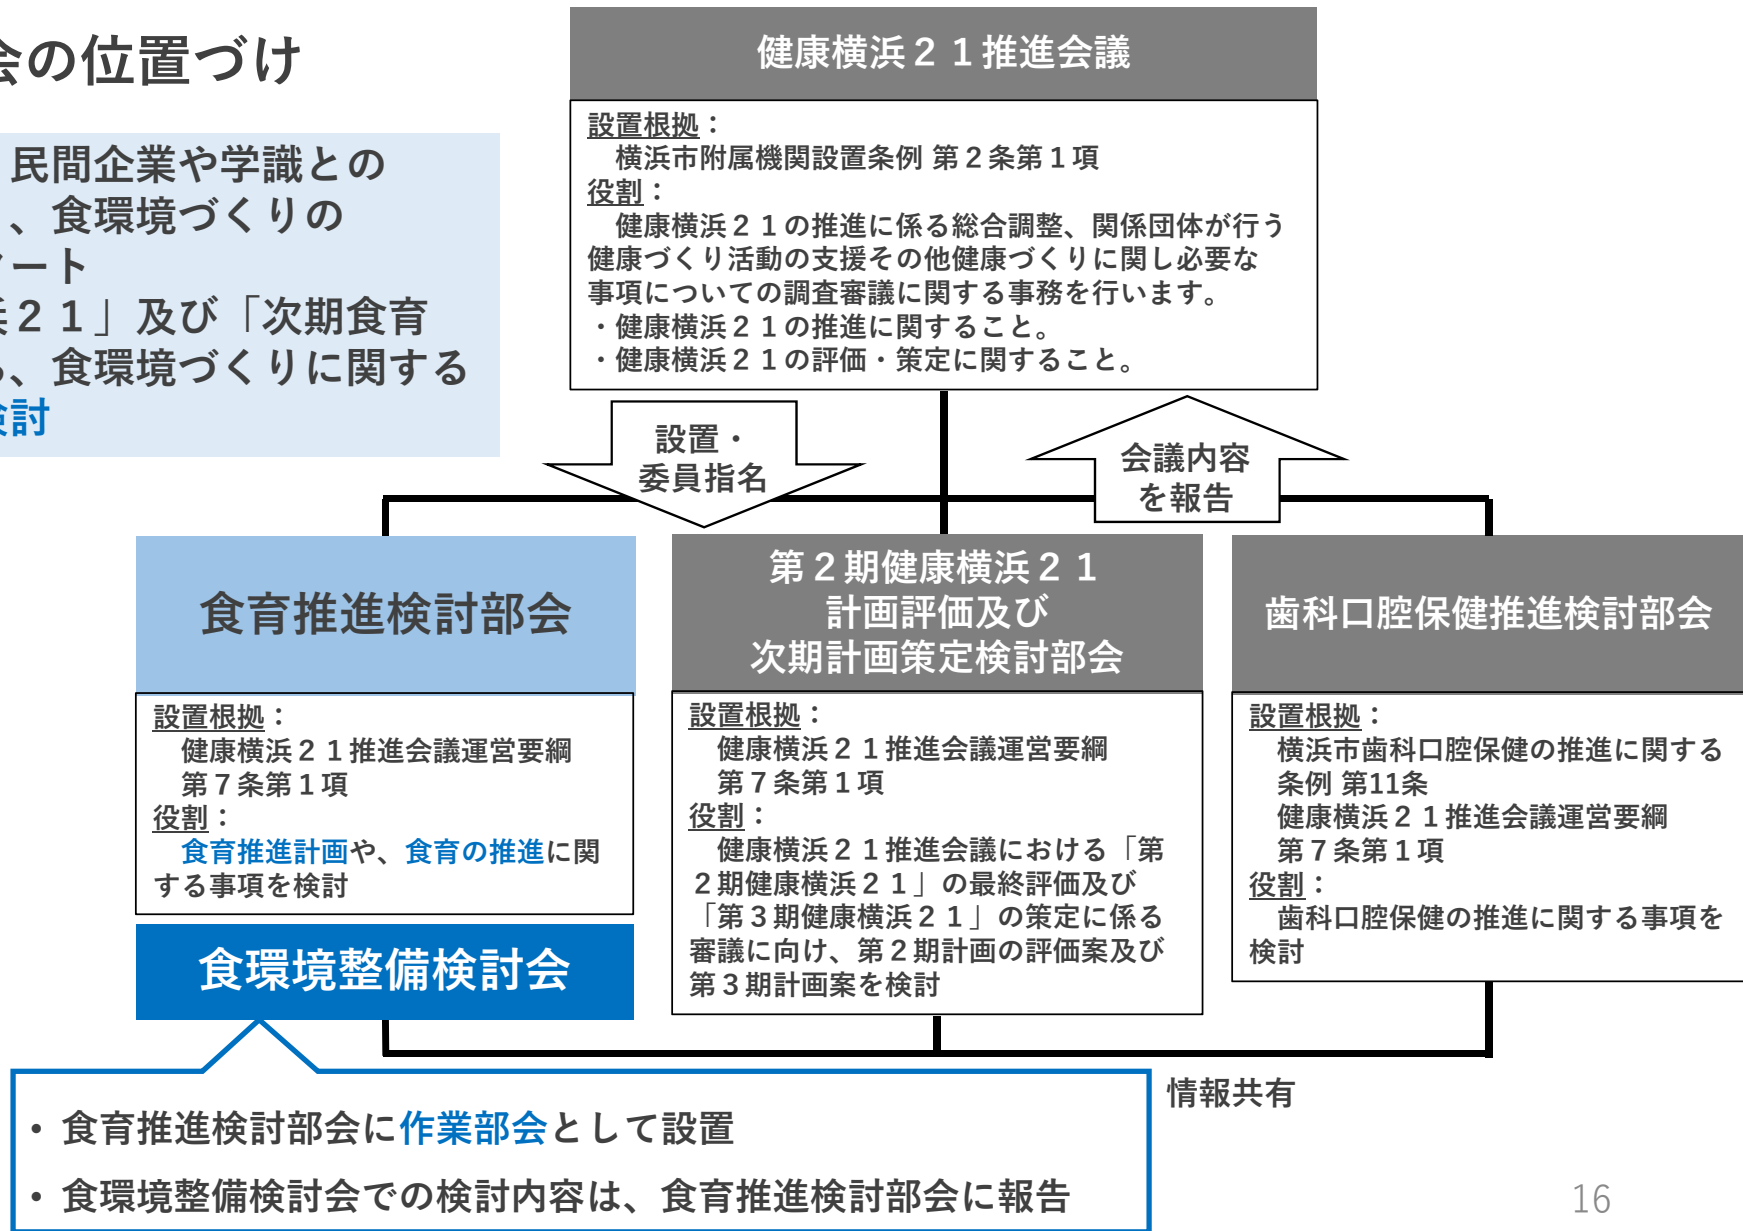 会の位置づけ
民間企業や学識との
、食環境づくりの
ート
浜２１」及び「次期食育
、食環境づくりに関する
検討
健康横浜２１推進会議
設置根拠：
横浜市附属機関設置条例 第２条第１項
役割：
健康横浜２１の推進に係る総合調整、関係団体が行う
健康づくり活動の支援その他健康づくりに関し必要な
事項についての調査審議に関する事務を行います。
・健康横浜２１の推進に関すること。
・健康横浜２１の評価・策定に関すること。
設置・
委員指名
会議内容
を報告
食育推進検討部会
設置根拠：
健康横浜２１推進会議運営要綱
第７条第１項
役割：
食育推進計画や、食育の推進に関
する事項を検討
食環境整備検討会
第２期健康横浜２１
計画評価及び
次期計画策定検討部会
設置根拠：
健康横浜２１推進会議運営要綱
第７条第１項
役割：
健康横浜２１推進会議における「第
２期健康横浜２１」の最終評価及び
「第３期健康横浜２１」の策定に係る
審議に向け、第２期計画の評価案及び
第３期計画案を検討
歯科口腔保健推進検討部会
設置根拠：
横浜市歯科口腔保健の推進に関する
条例 第11条
健康横浜２１推進会議運営要綱
第７条第１項
役割：
歯科口腔保健の推進に関する事項を
検討
情報共有
・食育推進検討部会に作業部会として設置
・食環境整備検討会での検討内容は、食育推進検討部会に報告
16